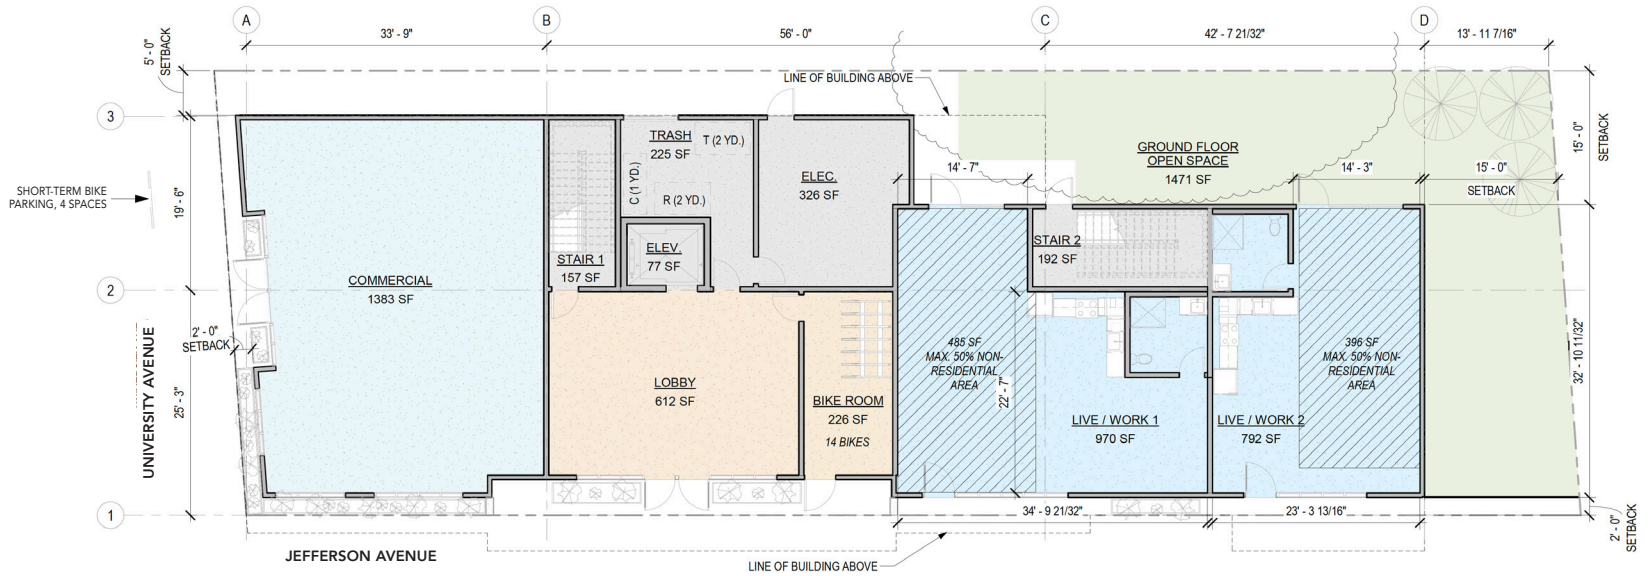 A
B
C
D
33' - 9"
56' - 0"
42' - 7 21/32"
13' - 11 7/16"
5' - 0"
SETBACK
LINE OF BUILDING ABOVE
3
TRASH
225 SF
T (2 YD.)
C (1 YD.)
R (2 YD.)
ELEC.
326 SF
14' - 7"
GROUND FLOOR
OPEN SPACE
1471 SF
14' - 3"
15' - 0"
SETBACK
15' - 0"
SETBACK
SHORT-TERM BIKE
PARKING, 4 SPACES
19' - 6"
STAIR 1
157 SF
ELEV.
77 SF
STAIR 2
192 SF
COMMERCIAL
1383 SF
2
UNIVERSITY AVENUE
2' - 0"
SETBACK
25' - 3"
LOBBY
612 SF
BIKE ROOM
226 SF
14 BIKES
485 SF
MAX. 50% NON-
RESIDENTIAL
AREA
22' - 7"
LIVE / WORK 1
970 SF
LIVE / WORK 2
792 SF
396 SF
MAX. 50% NON-
RESIDENTIAL
AREA
32' - 10 11/32"
1
34' - 9 21/32"
23' - 3 13/16"
2' - 0"
SETBACK
JEFFERSON AVENUE
LINE OF BUILDING ABOVE